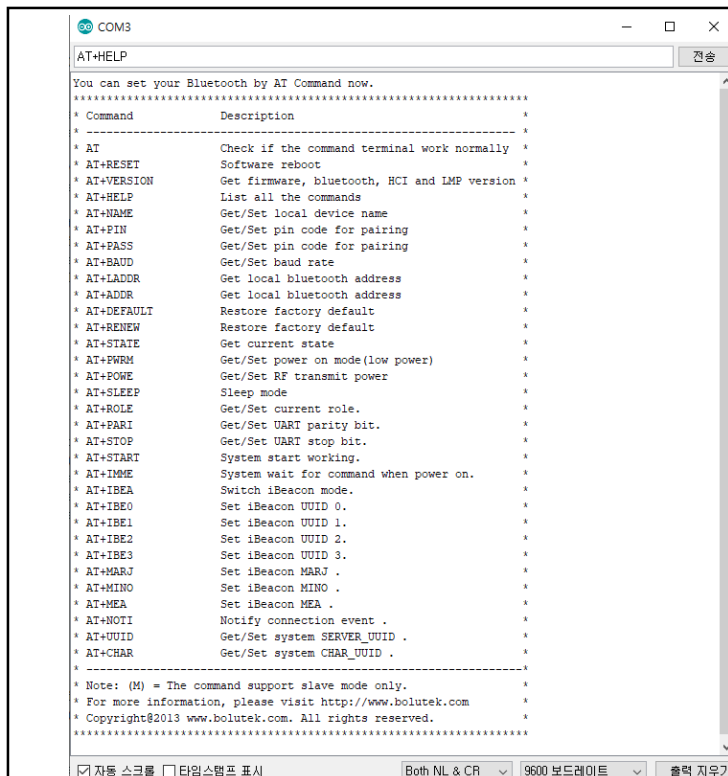 COM3
AT+HELP
전송
You can set your Bluetooth by AT Command now.
********************************************************************
* Command Description *
* ---------------------------------------------------------------- *
* AT Check if the command terminal work normally *
* AT+RESET Software reboot *
* AT+VERSION Get firmware, bluetooth, HCI and LMP version *
* AT+HELP List all the commands *
* AT+NAME Get/Set local device name *
* AT+PIN Get/Set pin code for pairing *
* AT+PASS Get/Set pin code for pairing *
* AT+BAUD Get/Set baud rate *
* AT+LADDR Get local bluetooth address *
* AT+ADDR Get local bluetooth address *
* AT+DEFAULT Restore factory default *
* AT+RENEW Restore factory default *
* AT+STATE Get current state *
* AT+PWRM Get/Set power on mode(low power) *
* AT+POWE Get/Set RF transmit power *
* AT+SLEEP Sleep mode *
* AT+ROLE Get/Set current role. *
* AT+PARI Get/Set UART parity bit. *
* AT+STOP Get/Set UART stop bit. *
* AT+START System start working. *
* AT+IMME System wait for command when power on. *
* AT+IBEA Switch iBeacon mode. *
* AT+IBE0 Set iBeacon UUID 0. *
* AT+IBE1 Set iBeacon UUID 1. *
* AT+IBE2 Set iBeacon UUID 2. *
* AT+IBE3 Set iBeacon UUID 3. *
* AT+MARJ Set iBeacon MARJ . *
* AT+MINO Set iBeacon MINO . *
* AT+MEA Set iBeacon MEA . *
* AT+NOTI Notify connection event . *
* AT+UUID Get/Set system SERVER_UUID . *
* AT+CHAR Get/Set system CHAR_UUID . *
* -----------------------------------------------------------------*
* Note: (M) = The command support slave mode only. *
* For more information, please visit http://www.bolutek.com *
* Copyright@2013 www.bolutek.com. All rights reserved. *
********************************************************************
자동 스크롤 타임스탬프 표시 Both NL & CR 9600 보드레이트 출력 지우기